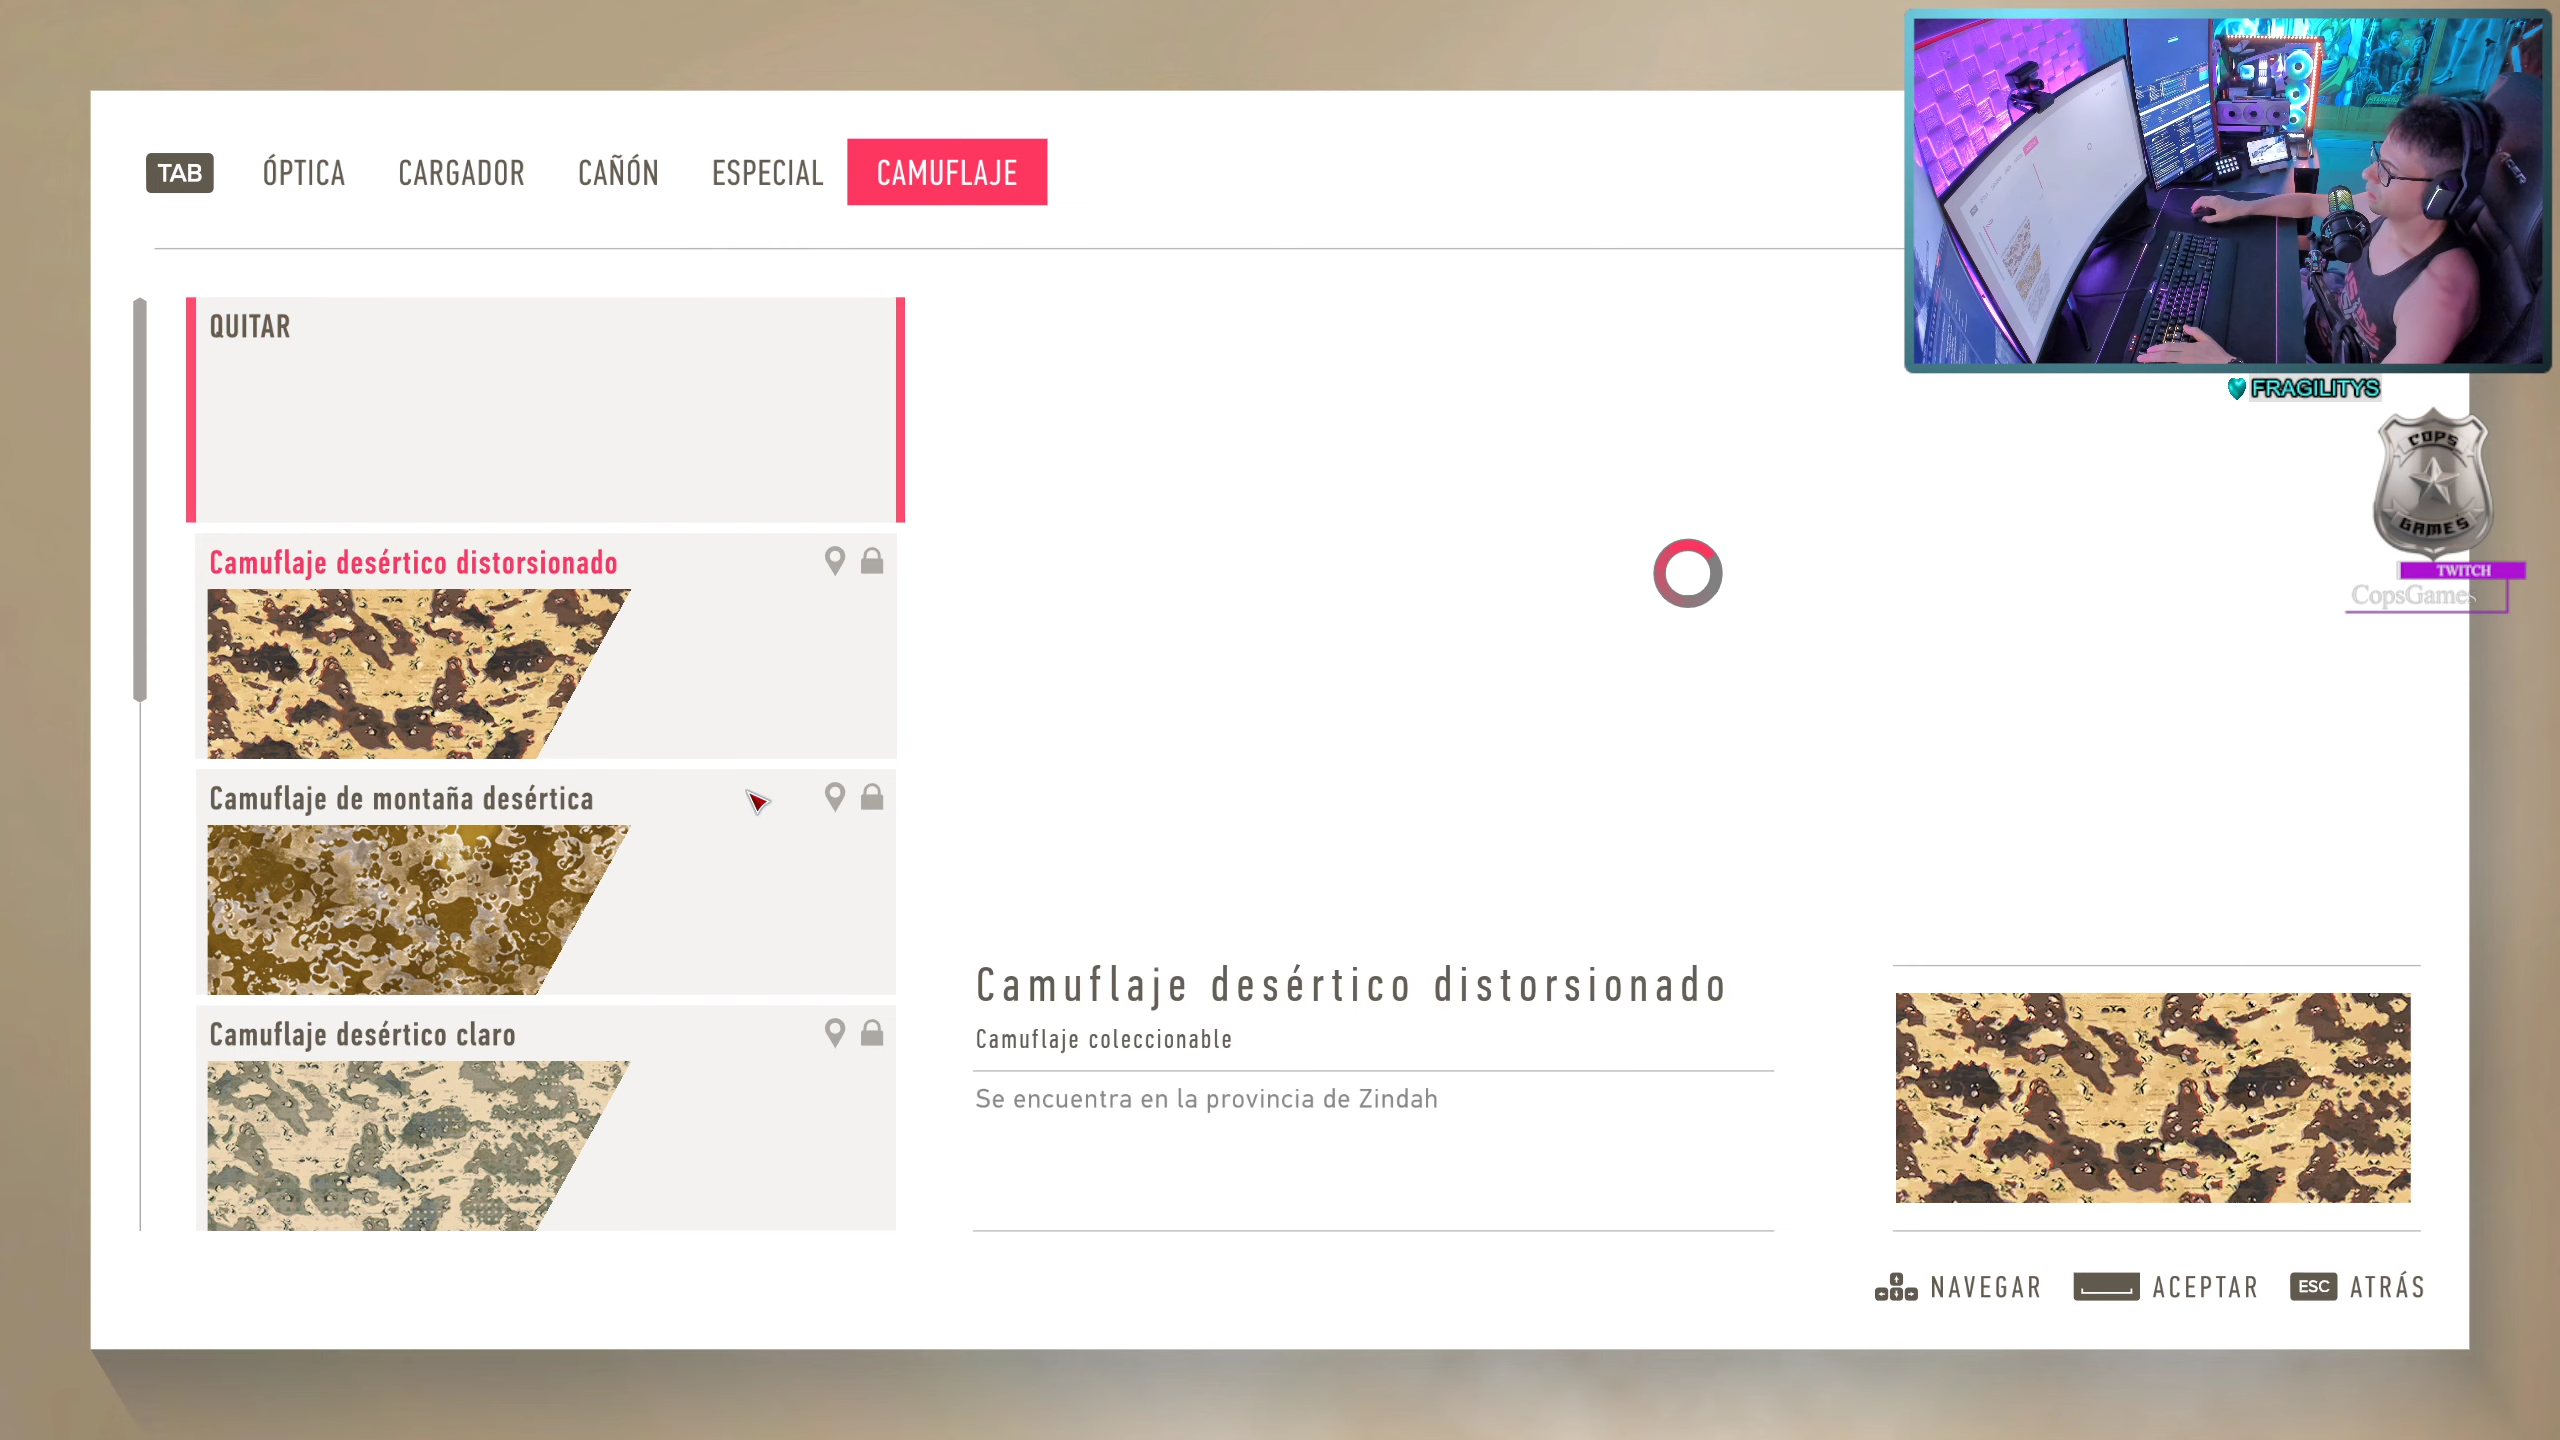 TAB
ÓPTICA
CARGADOR
CAÑÓN
ESPECIAL
CAMUFLAJE
QUITAR
Camuflaje desértico distorsionado
Camuflaje de montaña desértica
Camuflaje desértico claro
FRAGILITYS
COPS
GAMES
TWITCH
CopsGames
Camuflaje desértico distorsionado
Camuflaje coleccionable
Se encuentra en la provincia de Zindah
NAVEGAR
ACEPTAR
ESC ATRÁS